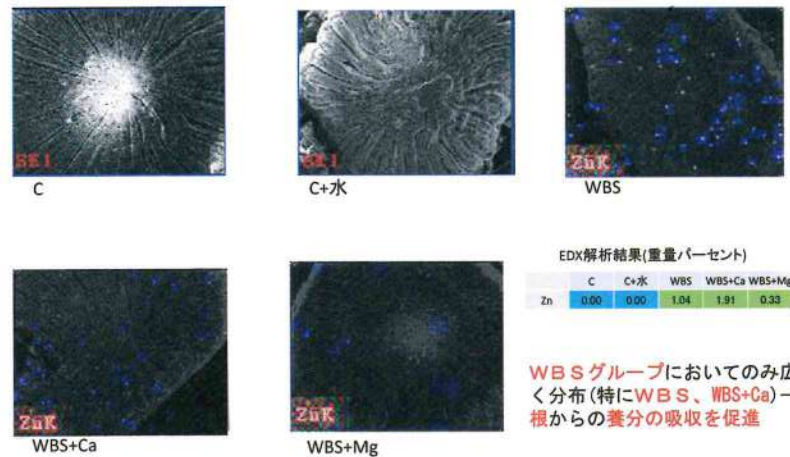 SEI
SEI
ZnK
C
C+水
WBS
EDX解析結果(重量パーセント)
C C+水 WBS WBS+Ca WBS+Mg
Zn 0.00 0.00 1.04 1.91 0.33
WBSグループにおいてのみ広
く分布(特にWBS、WBS+Ca)→
根からの養分の吸収を促進
ZnK
ZnK
WBS+Ca
WBS+Mg